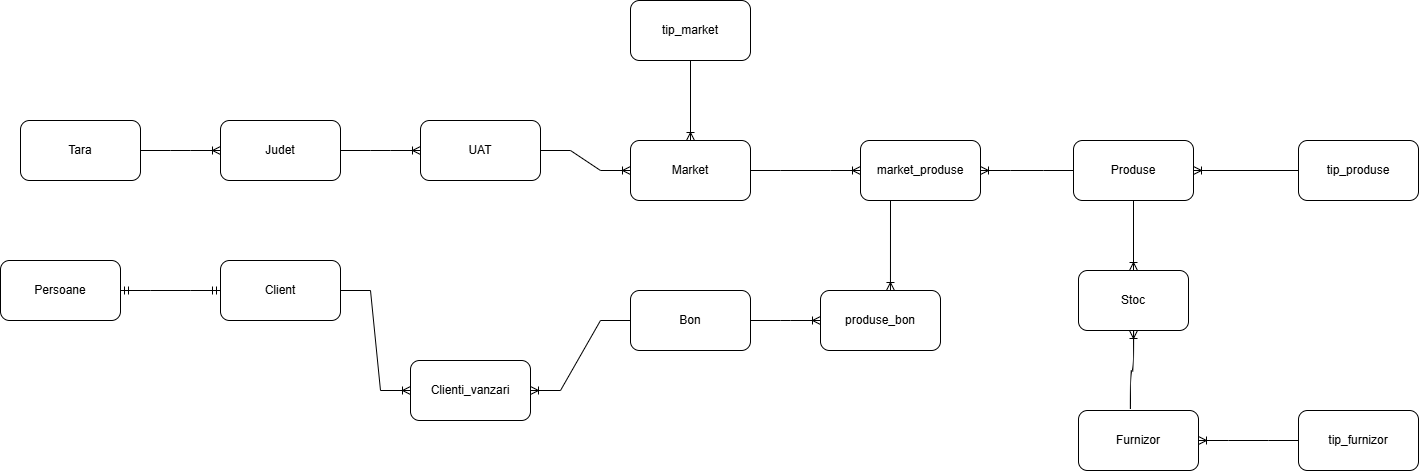 tip_market
Tara
Judet
UAT
Market
market_produse
Produse
tip_produse
Persoane
Client
Bon
produse_bon
Stoc
Clienti_vanzari
Furnizor
tip_furnizor